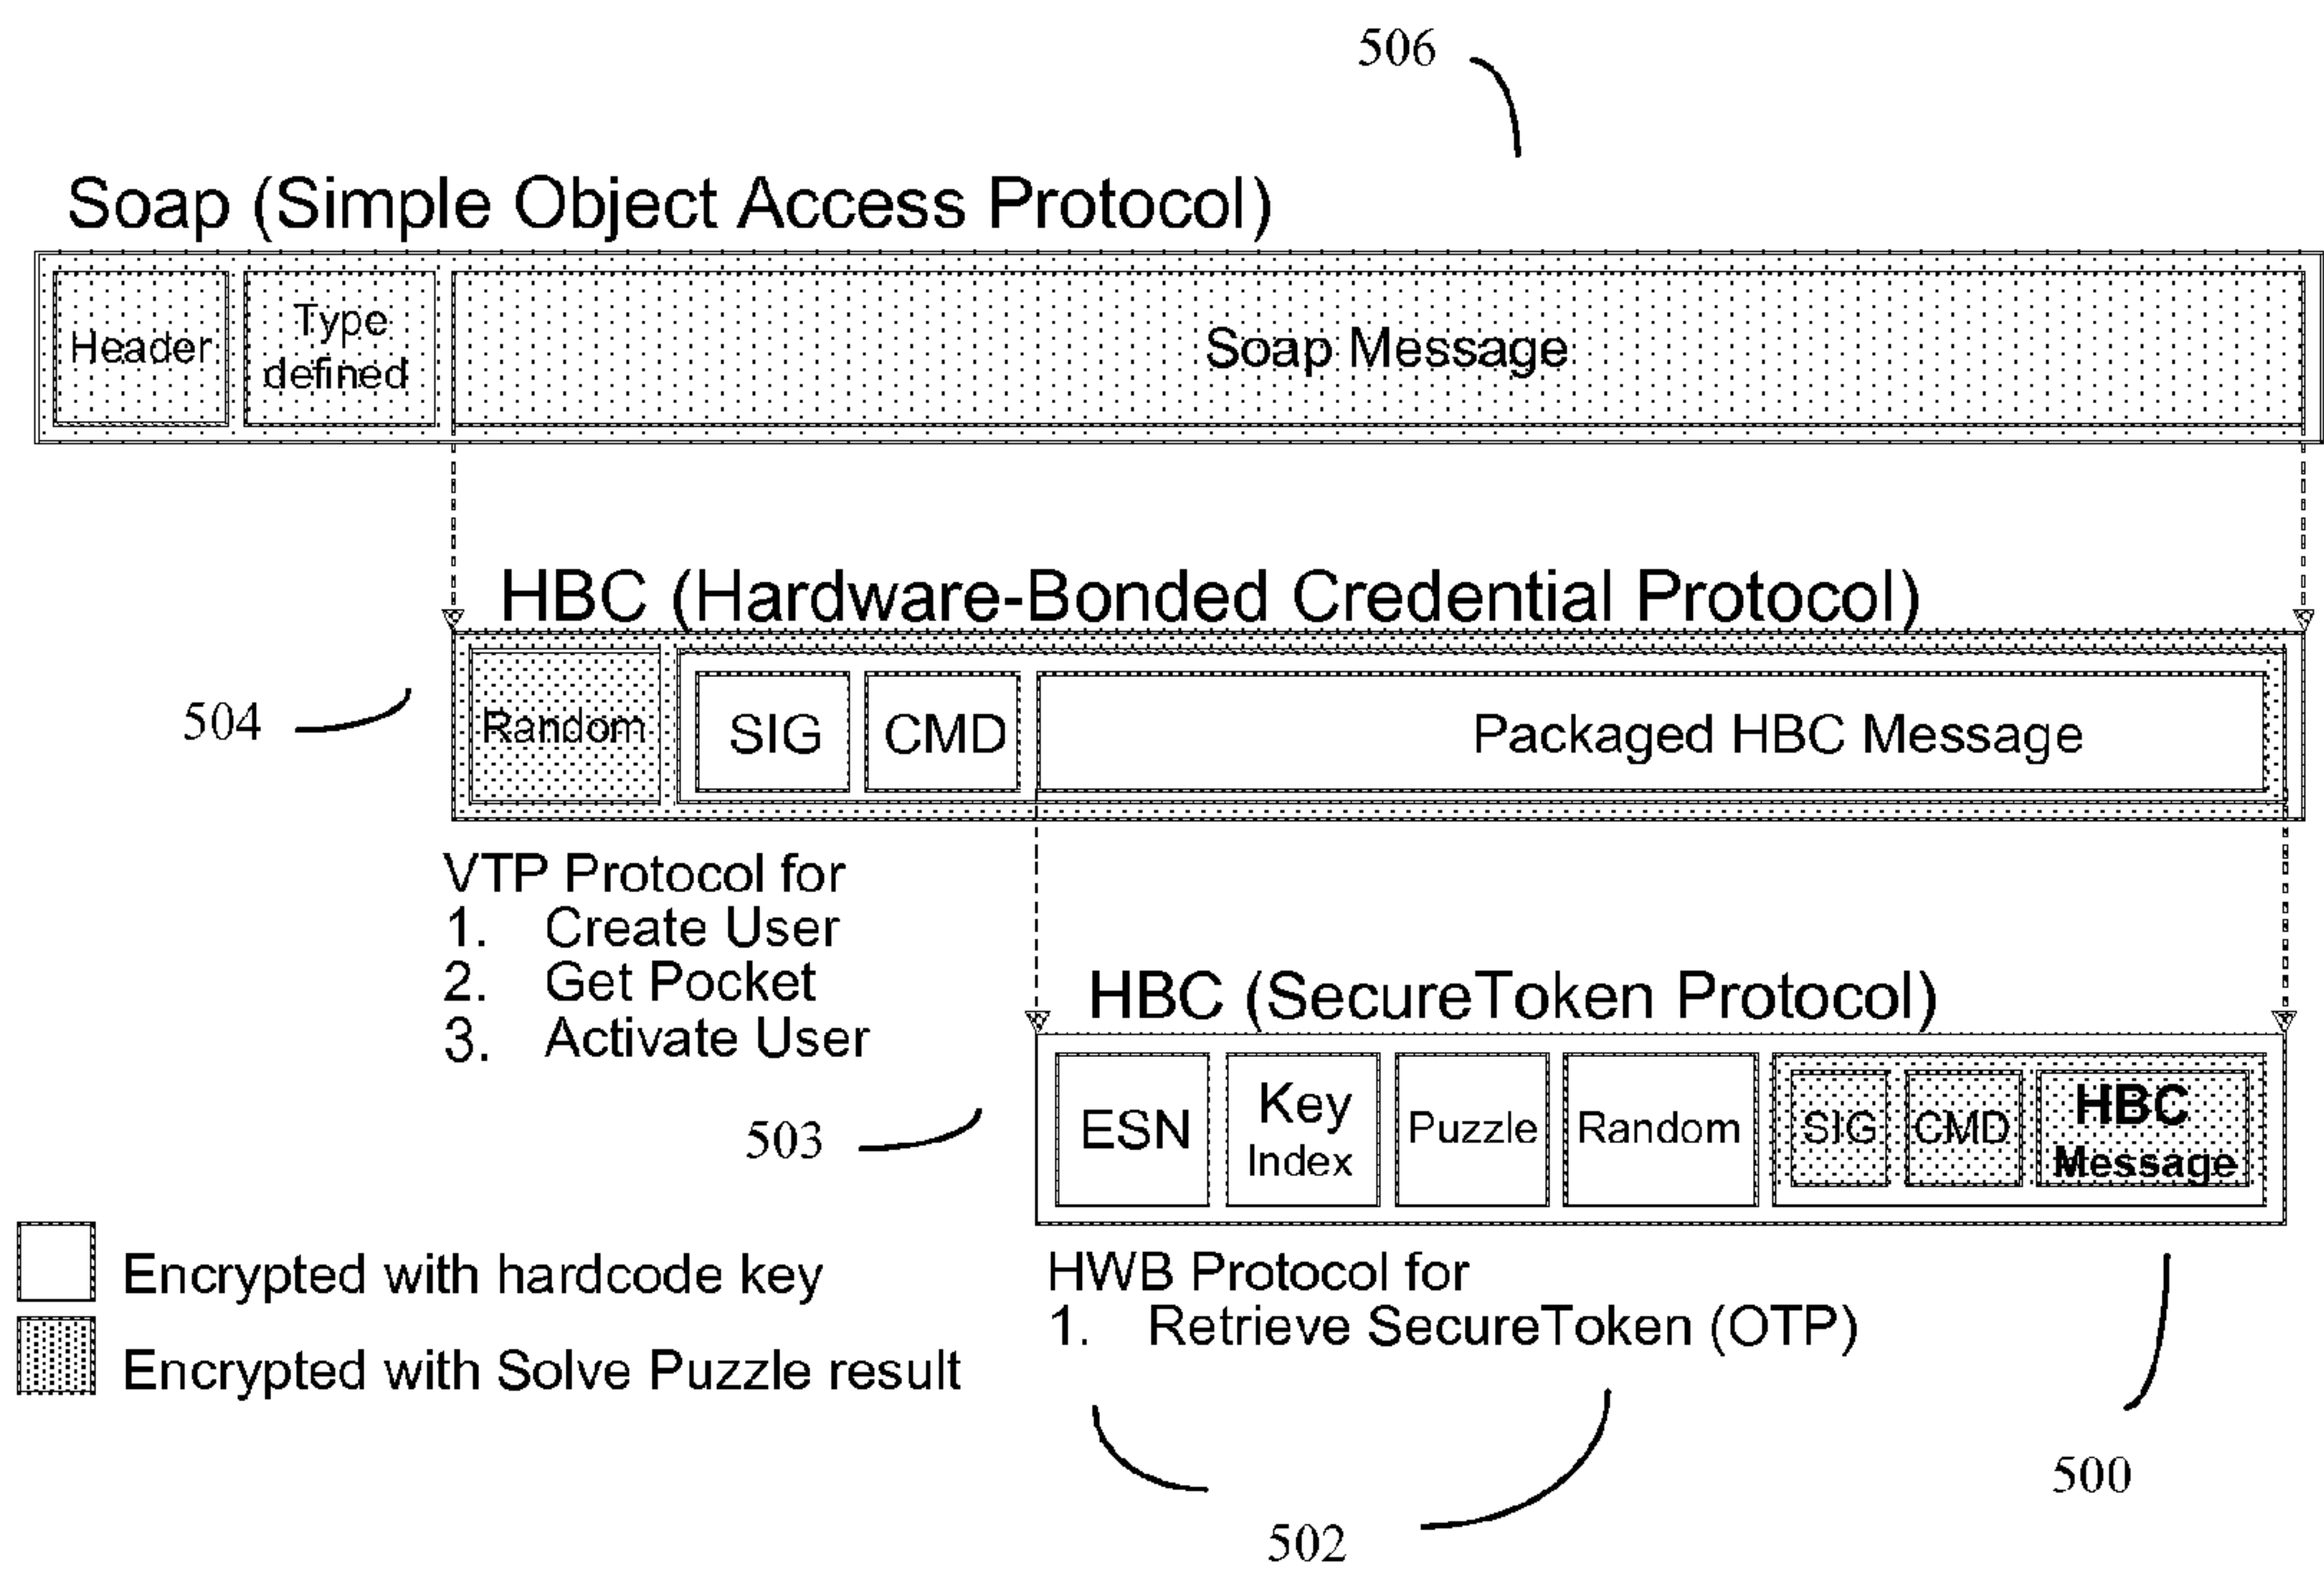 506
Soap (Simple Object Access Protocol)
Header
Type
defined
Soap Message
HBC (Hardware-Bonded Credential Protocol)
504
Random
SIG
CMD
Packaged HBC Message
VTP Protocol for
1. Create User
2. Get Pocket
3. Activate User
HBC (SecureToken Protocol)
503
ESN
Key
Index
Puzzle
Random
SIG
CMD
HBC
Message
Encrypted with hardcode key
Encrypted with Solve Puzzle result
HWB Protocol for
1. Retrieve SecureToken (OTP)
502
500